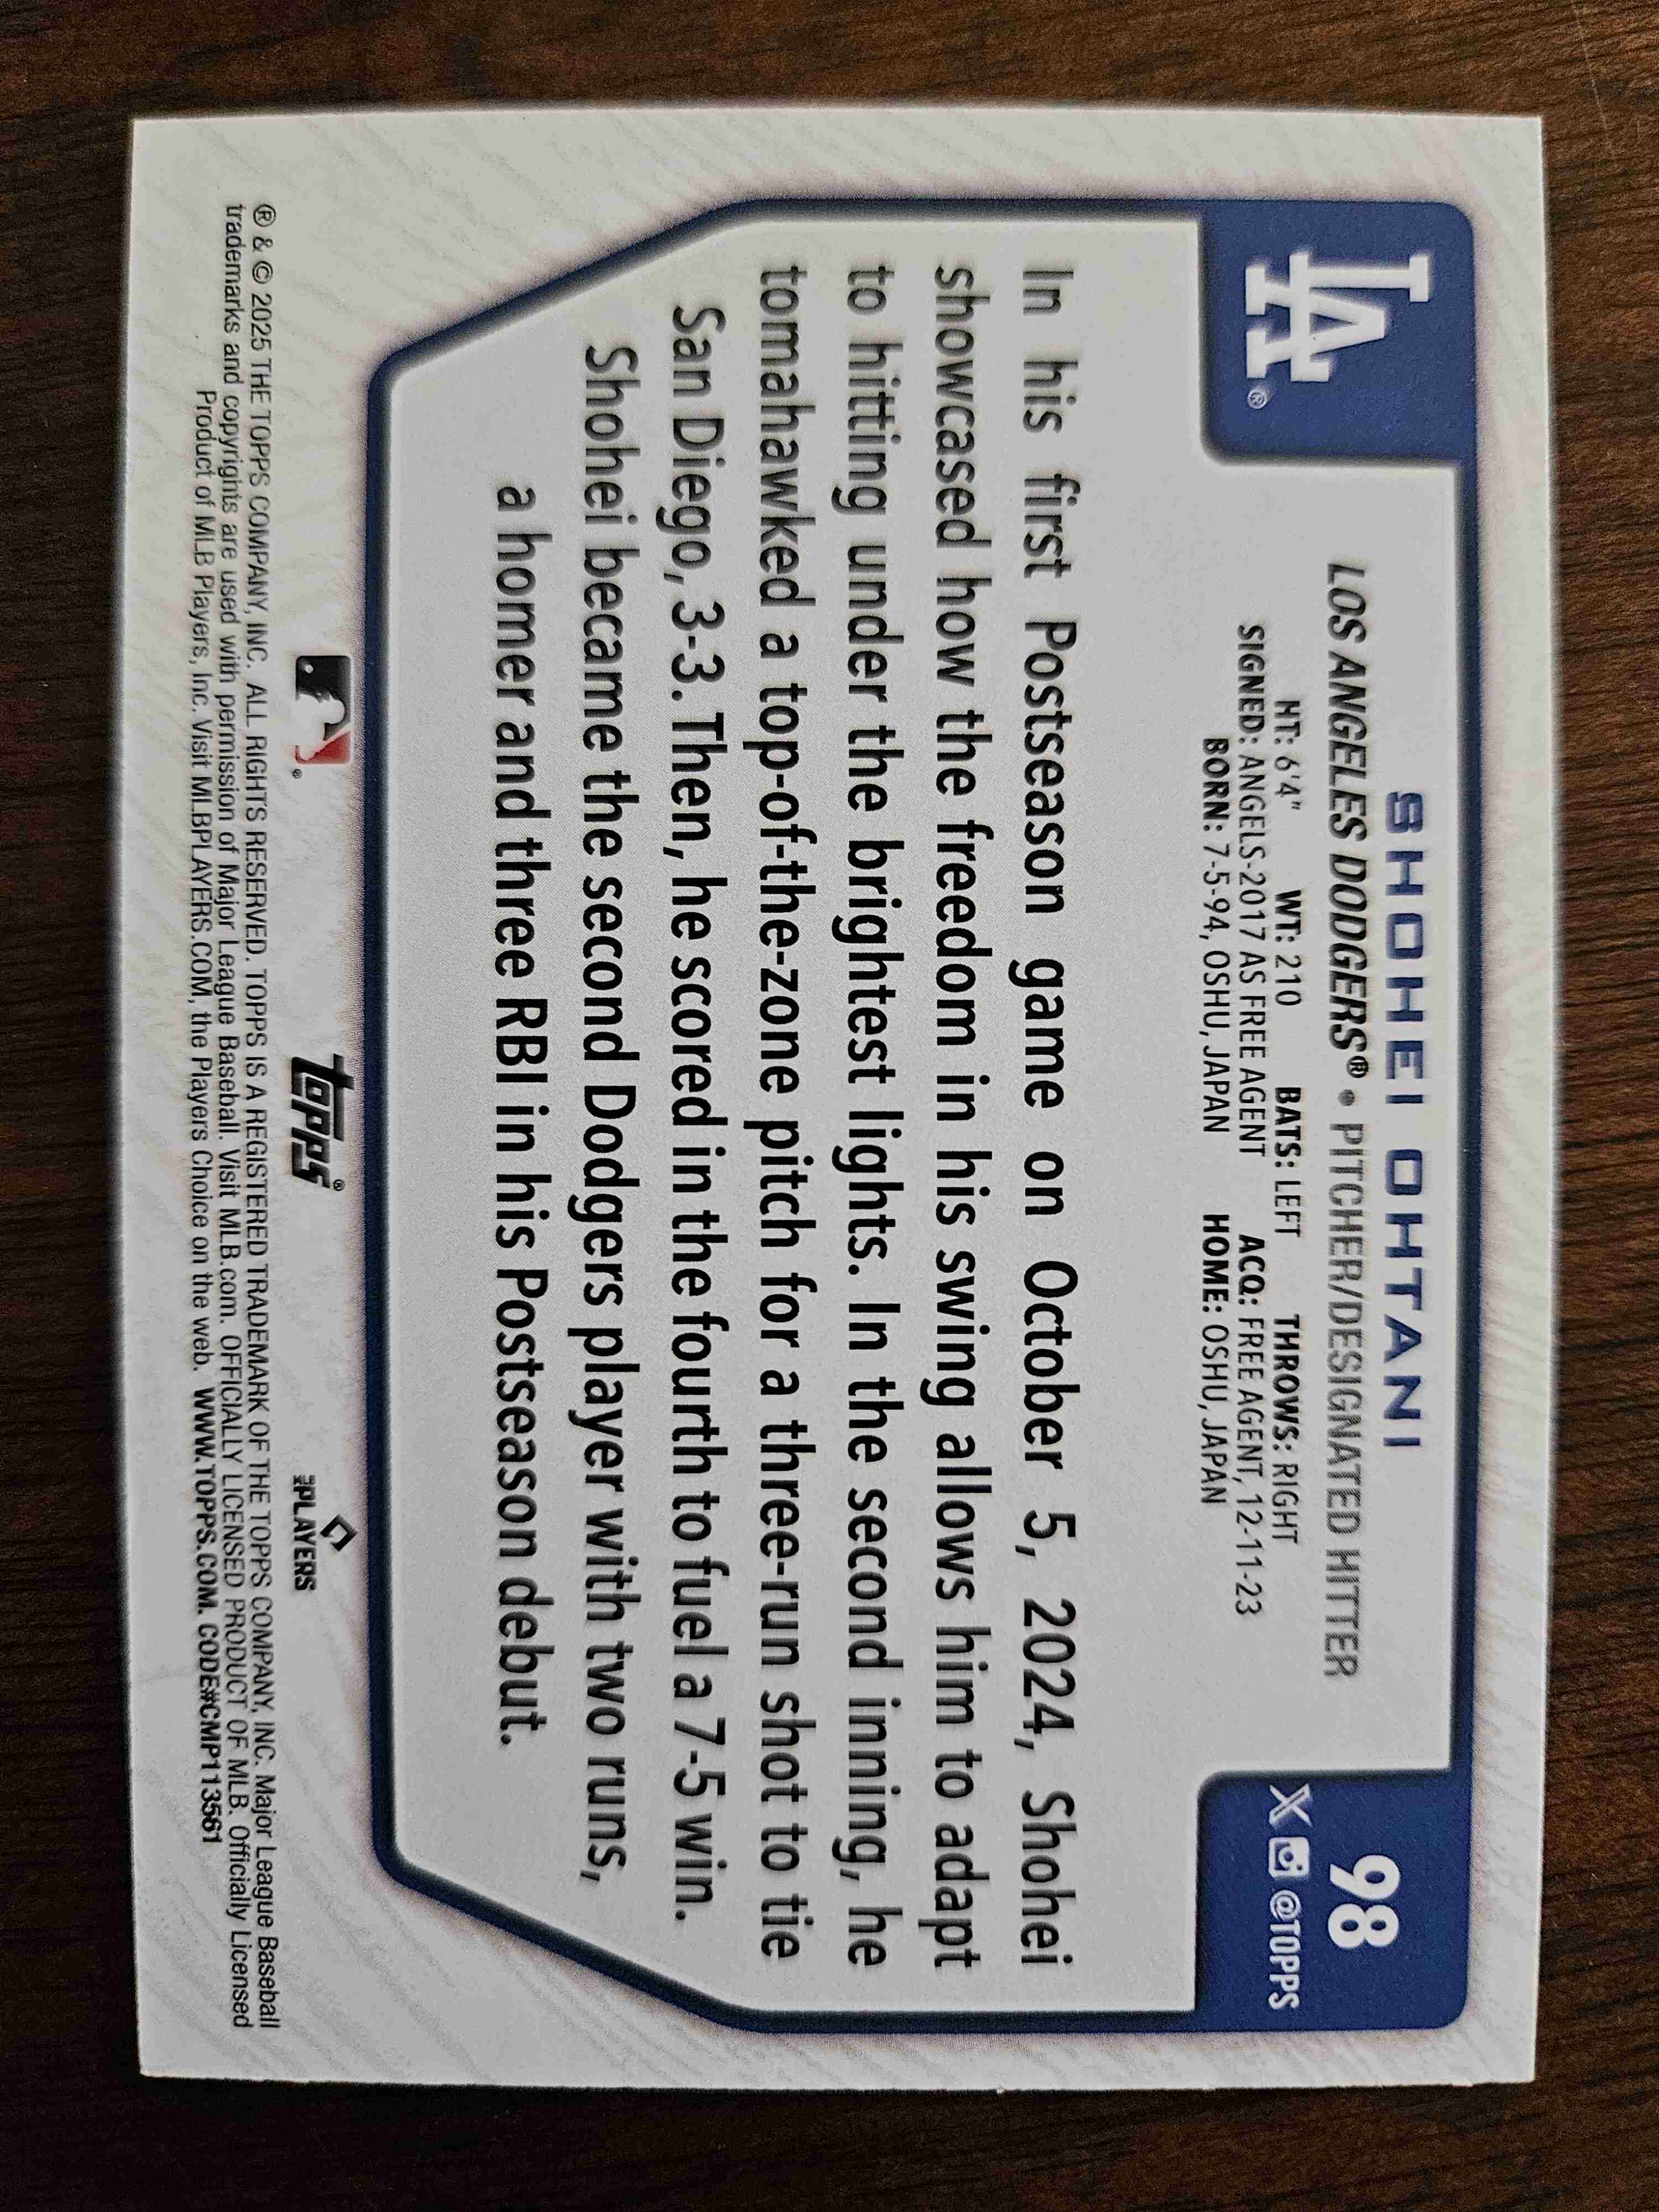 LA®
SHOHEI OHTANI
LOS ANGELES DODGERS® • PITCHER/DESIGNATED HITTER
HT: 6'4" WT: 210 BATS: LEFT THROWS: RIGHT
SIGNED: ANGELS-2017 AS FREE AGENT ACQ: FREE AGENT, 12-11-23
BORN: 7-5-94, OSHU, JAPAN HOME: OSHU, JAPAN
98
X @TOPPS
In his first Postseason game on October 5, 2024, Shohei
showcased how the freedom in his swing allows him to adapt
to hitting under the brightest lights. In the second inning, he
tomahawked a top-of-the-zone pitch for a three-run shot to tie
San Diego, 3-3. Then, he scored in the fourth to fuel a 7-5 win.
Shohei became the second Dodgers player with two runs,
a homer and three RBI in his Postseason debut.
topps®
PLAYERS
® & © 2025 THE TOPPS COMPANY, INC. ALL RIGHTS RESERVED. TOPPS IS A REGISTERED TRADEMARK OF THE TOPPS COMPANY, INC. Major League Baseball
trademarks and copyrights are used with permission of Major League Baseball. Visit MLB.com. OFFICIALLY LICENSED PRODUCT OF MLB. Officially Licensed
Product of MLB Players, Inc. Visit MLBPLAYERS.COM, the Players Choice on the web. WWW.TOPPS.COM. CODE#CMP113561